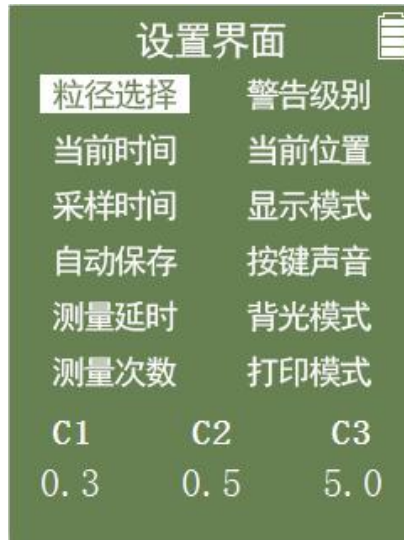 设置界面
粒径选择 警告级别
当前时间 当前位置
采样时间 显示模式
自动保存 按键声音
测量延时 背光模式
测量次数 打印模式
C1 C2 C3
0.3 0.5 5.0